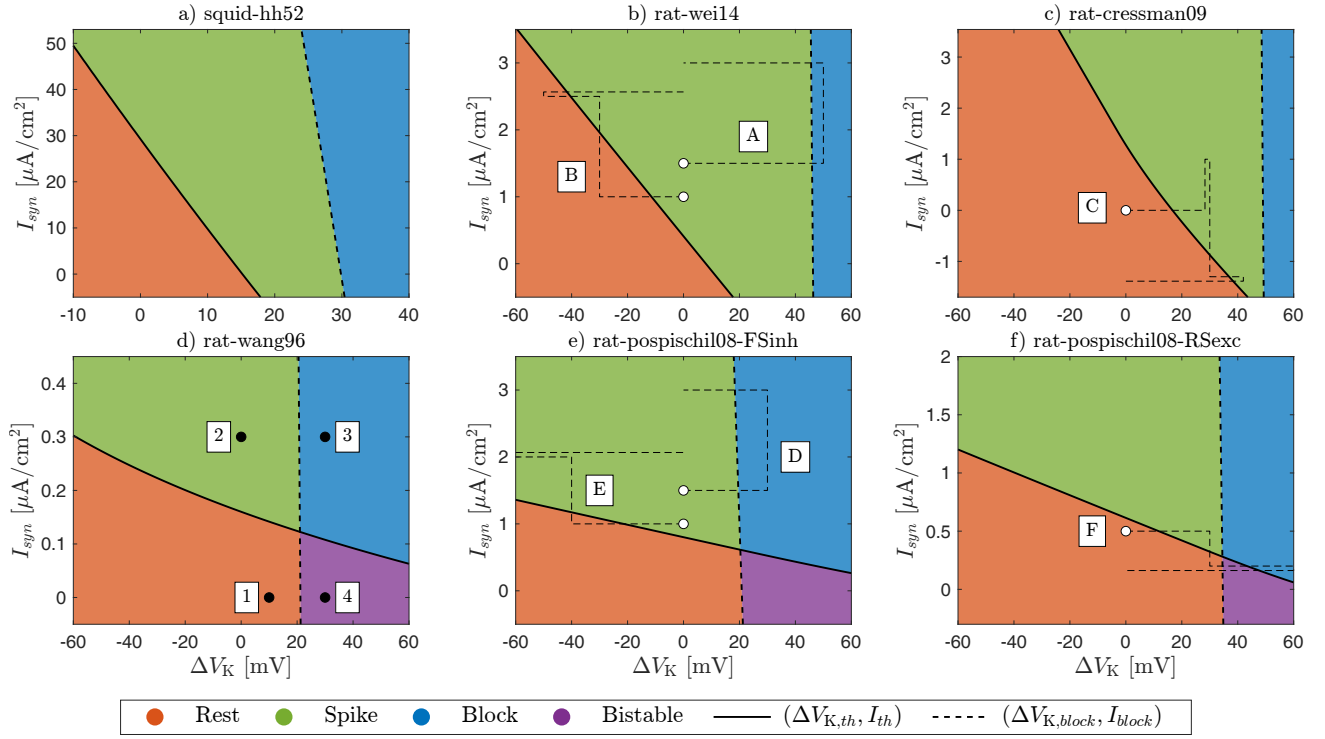 a) squid-hh52
b) rat-wei14
c) rat-cressman09
I_syn [μA/cm²]
50
40
30
20
10
0
-10 0 10 20 30 40
I_syn [μA/cm²]
3
2
1
0
A
B
-60 -40 -20 0 20 40 60
I_syn [μA/cm²]
3
2
1
0
-1
C
-60 -40 -20 0 20 40 60
d) rat-wang96
e) rat-pospischil08-FSinh
f) rat-pospischil08-RSexc
I_syn [μA/cm²]
0.4
0.3
0.2
0.1
0
2
3
1
4
-60 -40 -20 0 20 40 60
ΔV_K [mV]
I_syn [μA/cm²]
3
2
1
0
D
E
-60 -40 -20 0 20 40 60
ΔV_K [mV]
I_syn [μA/cm²]
2
1.5
1
0.5
0
F
-60 -40 -20 0 20 40 60
ΔV_K [mV]
Rest Spike Block Bistable (ΔV_K,th, I_th) (ΔV_K,block, I_block)